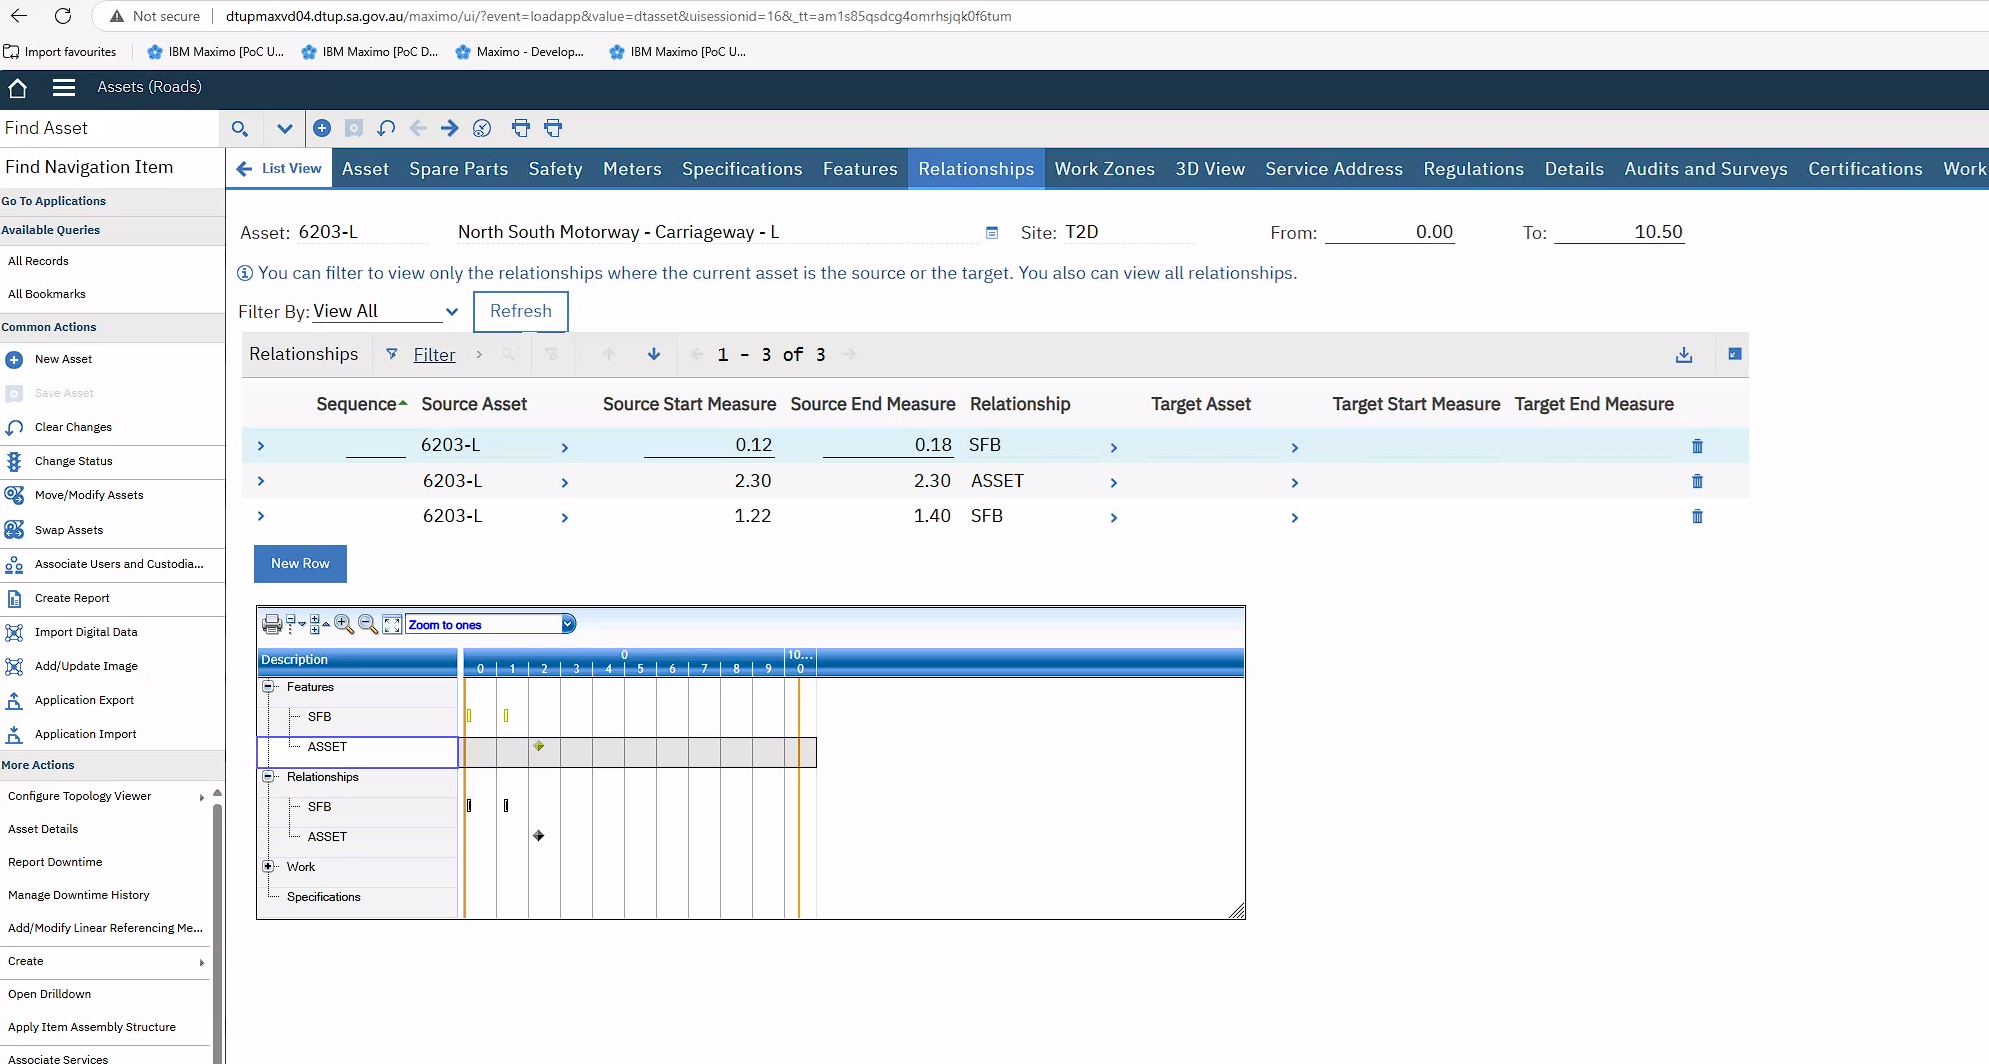 Not secure dtupmaxvd04.dtup.sa.gov.au/maximo/ui/?event=loadapp&value=dtasset&uisessionid=16&_tt=am1s85qsdcg4omrhsjqk0f6tum
Import favourites IBM Maximo [PoC U... IBM Maximo [PoC D... Maximo - Develop... IBM Maximo [PoC U...
Assets (Roads)
Find Asset
Find Navigation Item
List View Asset Spare Parts Safety Meters Specifications Features Relationships Work Zones 3D View Service Address Regulations Details Audits and Surveys Certifications Work
Go To Applications
Available Queries
All Records
All Bookmarks
Common Actions
New Asset
Save Asset
Clear Changes
Change Status
Move/Modify Assets
Swap Assets
Associate Users and Custodia...
Create Report
Import Digital Data
Add/Update Image
Application Export
Application Import
More Actions
Configure Topology Viewer
Asset Details
Report Downtime
Manage Downtime History
Add/Modify Linear Referencing Me...
Create
Open Drilldown
Apply Item Assembly Structure
Associate Services
Asset: 6203-L North South Motorway - Carriageway - L Site: T2D From: 0.00 To: 10.50
You can filter to view only the relationships where the current asset is the source or the target. You also can view all relationships.
Filter By: View All Refresh
Relationships Filter 1 - 3 of 3
Sequence Source Asset Source Start Measure Source End Measure Relationship Target Asset Target Start Measure Target End Measure
6203-L 0.12 0.18 SFB
6203-L 2.30 2.30 ASSET
6203-L 1.22 1.40 SFB
New Row
Zoom to ones
Description 0 10...
0 1 2 3 4 5 6 7 8 9 0
Features
SFB
ASSET
Relationships
SFB
ASSET
Work
Specifications